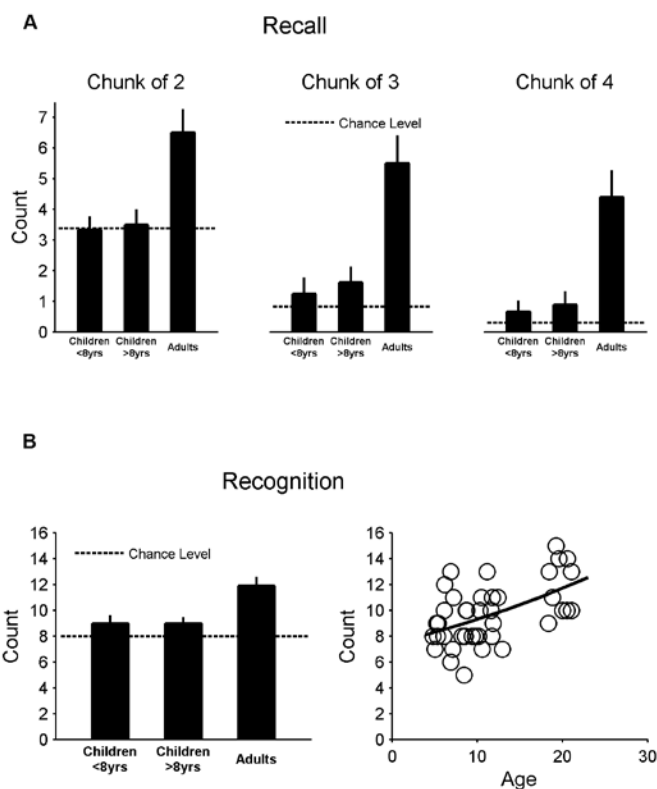 A
Recall
Chunk of 2
Chunk of 3
Chunk of 4
Chance Level
Count
7
6
5
4
3
2
1
0
Children <8yrs
Children >8yrs
Adults
Children <8yrs
Children >8yrs
Adults
Children <8yrs
Children >8yrs
Adults
B
Recognition
Chance Level
Count
16
14
12
10
8
6
4
2
0
Children <8yrs
Children >8yrs
Adults
Count
16
14
12
10
8
6
4
2
0
0
10
20
30
Age